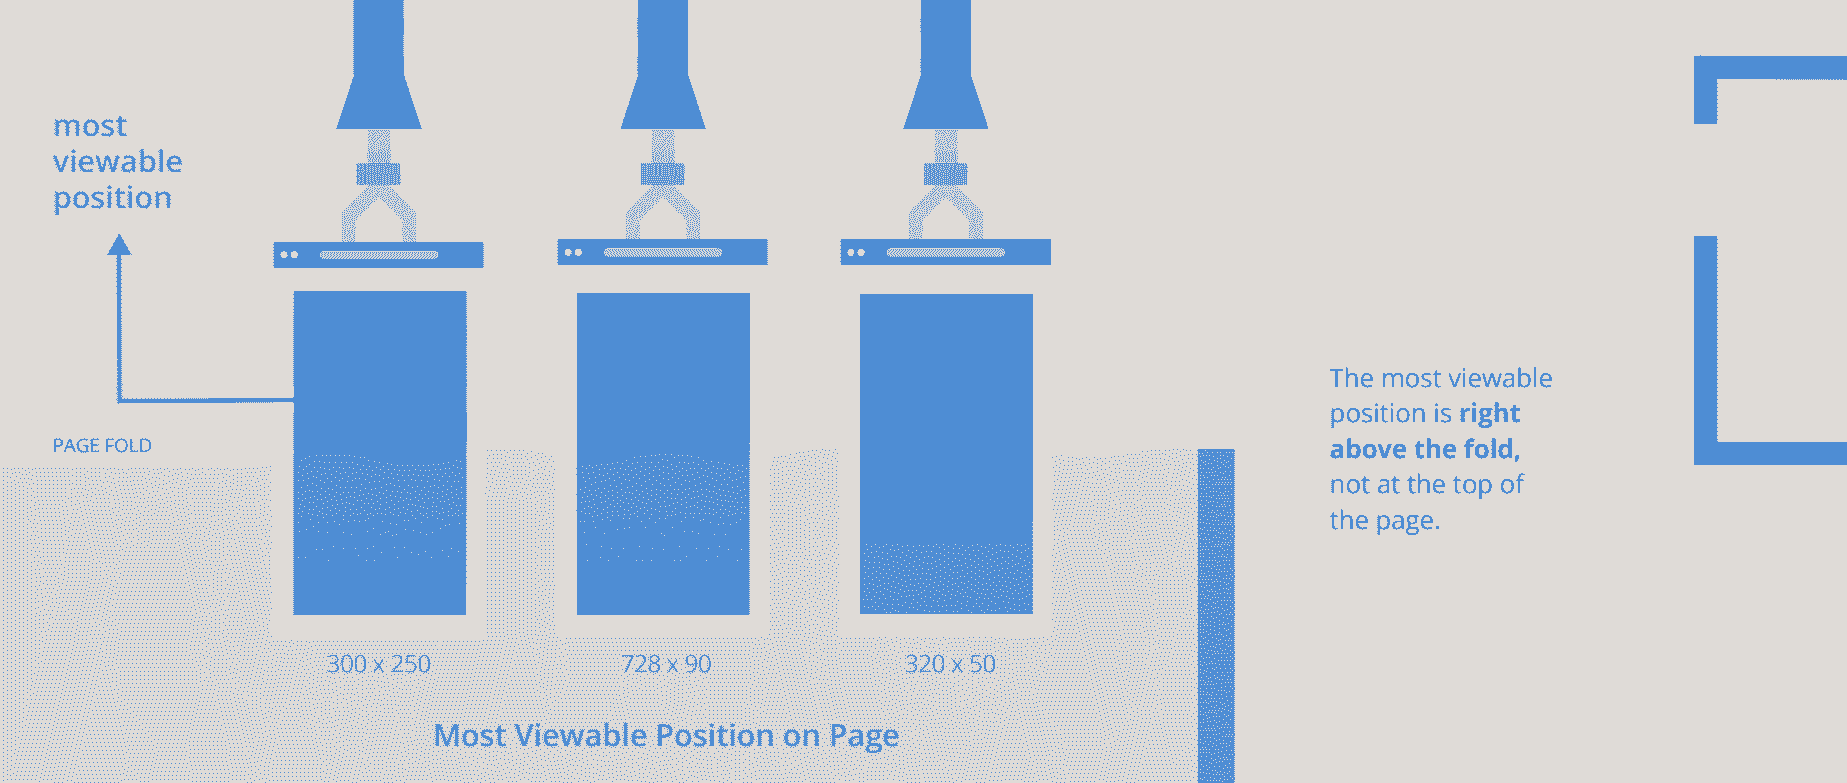 most
viewable
position
PAGE FOLD
300 x 250
728 x 90
320 x 50
Most Viewable Position on Page
The most viewable
position is right
above the fold,
not at the top of
the page.